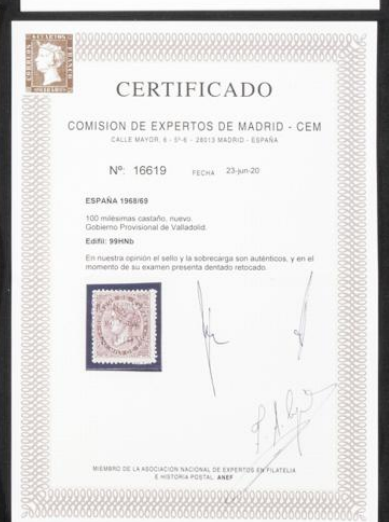 CERTIFICADO
COMISION DE EXPERTOS DE MADRID - CEM
CALLE MAYOR, 6 - 5º-6 - 28013 MADRID - ESPAÑA
Nº: 16619 FECHA 23-jun-20
ESPAÑA 1968/69
100 milésimas castaño, nuevo.
Gobierno Provisional de Valladolid.
Edifil: 99HNb
En nuestra opinión el sello y la sobrecarga son auténticos, y en el
momento de su examen presenta dentado retocado.
MIEMBRO DE LA ASOCIACIÓN NACIONAL DE EXPERTOS EN FILATELIA
E HISTORIA POSTAL ANEF